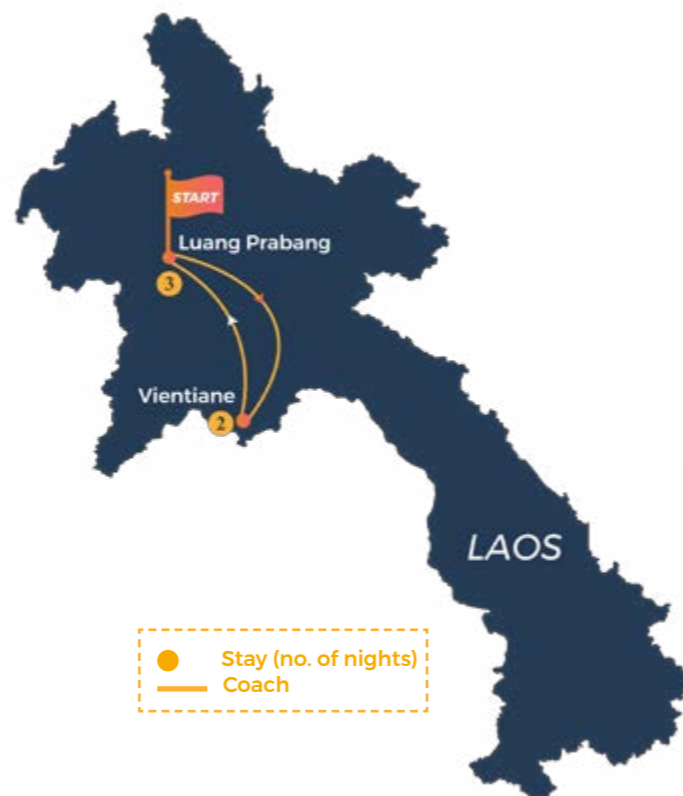 START
Luang Prabang
3
Vientiane
2
LAOS
Stay (no. of nights)
Coach